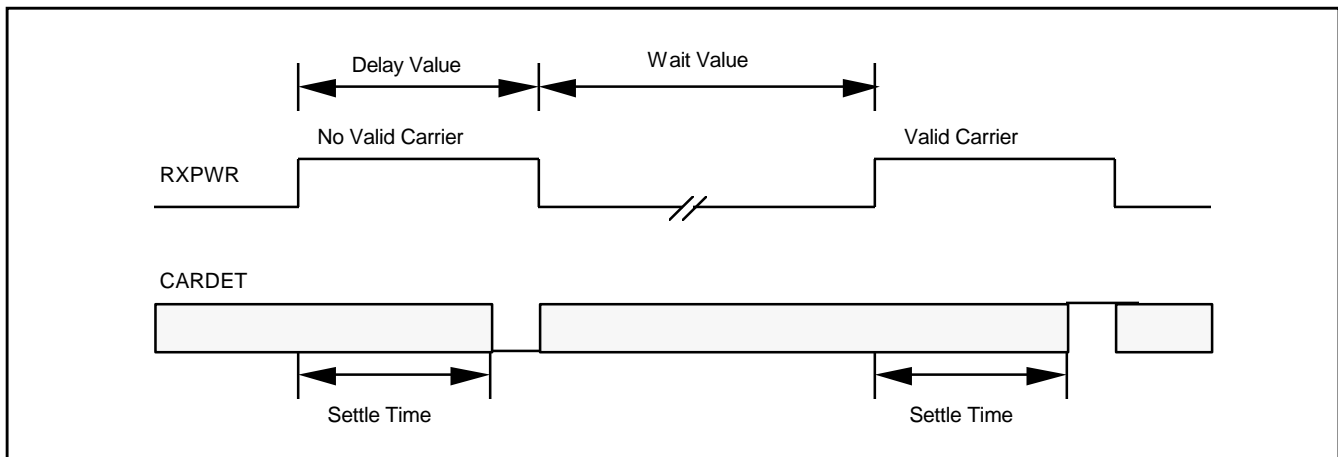 Delay Value
Wait Value
No Valid Carrier
Valid Carrier
RXPWR
CARDET
Settle Time
Settle Time